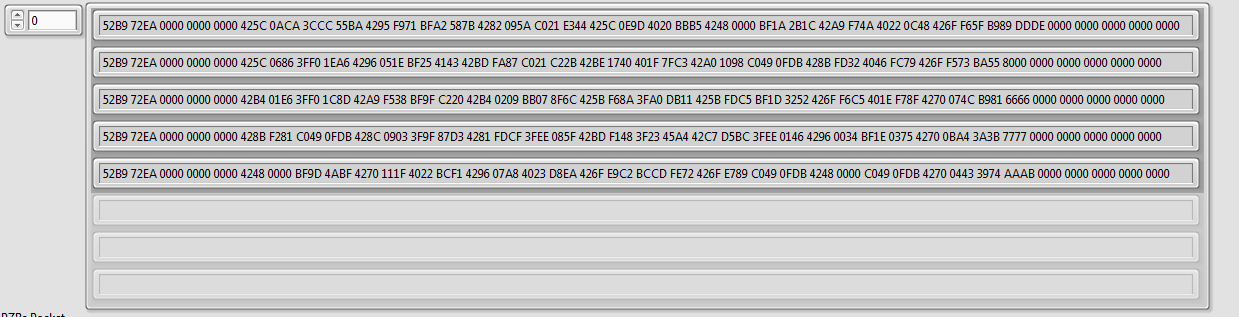 0
52B9 72EA 0000 0000 0000 425C 0ACA 3CCC 55BA 4295 F971 BFA2 587B 4282 095A C021 E344 425C 0E9D 4020 BBB5 4248 0000 BF1A 2B1C 42A9 F74A 4022 0C48 426F F65F B989 DDDE 0000 0000 0000 0000 0000
52B9 72EA 0000 0000 0000 425C 0686 3FF0 1EA6 4296 051E BF25 4143 42BD FA87 C021 C22B 42BE 1740 401F 7FC3 42A0 1098 C049 0FDB 428B FD32 4046 FC79 426F F573 BA55 8000 0000 0000 0000 0000 0000
52B9 72EA 0000 0000 0000 42B4 01E6 3FF0 1C8D 42A9 F538 BF9F C220 42B4 0209 BB07 8F6C 425B F68A 3FA0 DB11 425B FDC5 BF1D 3252 426F F6C5 401E F78F 4270 074C B981 6666 0000 0000 0000 0000 0000
52B9 72EA 0000 0000 0000 428B F281 C049 0FDB 428C 0903 3F9F 87D3 4281 FDCF 3FEE 085F 42BD F148 3F23 45A4 42C7 D5BC 3FEE 0146 4296 0034 BF1E 0375 4270 0BA4 3A3B 7777 0000 0000 0000 0000 0000
52B9 72EA 0000 0000 0000 4248 0000 BF9D 4ABF 4270 111F 4022 BCF1 4296 07A8 4023 D8EA 426F E9C2 BCCD FE72 426F E789 C049 0FDB 4248 0000 C049 0FDB 4270 0443 3974 AAAB 0000 0000 0000 0000 0000